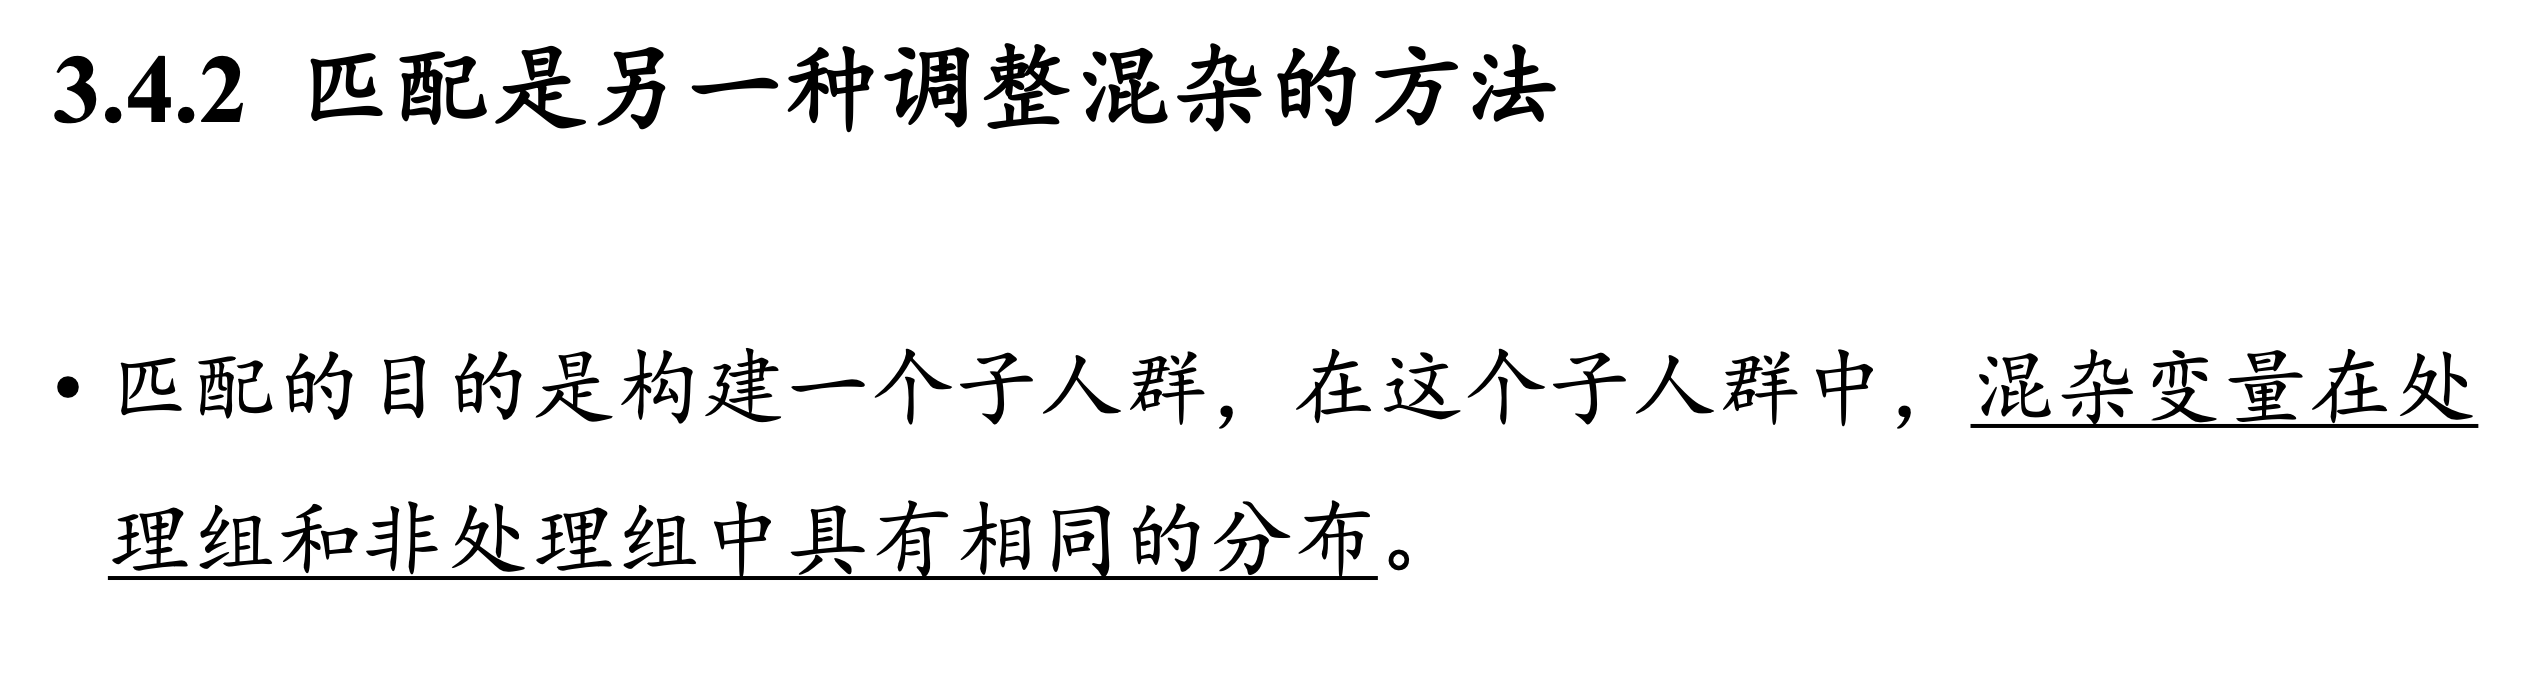 3.4.2 匹配是另一种调整混杂的方法
• 匹配的目的是构建一个子人群，在这个子人群中，混杂变量在处
理组和非处理组中具有相同的分布。